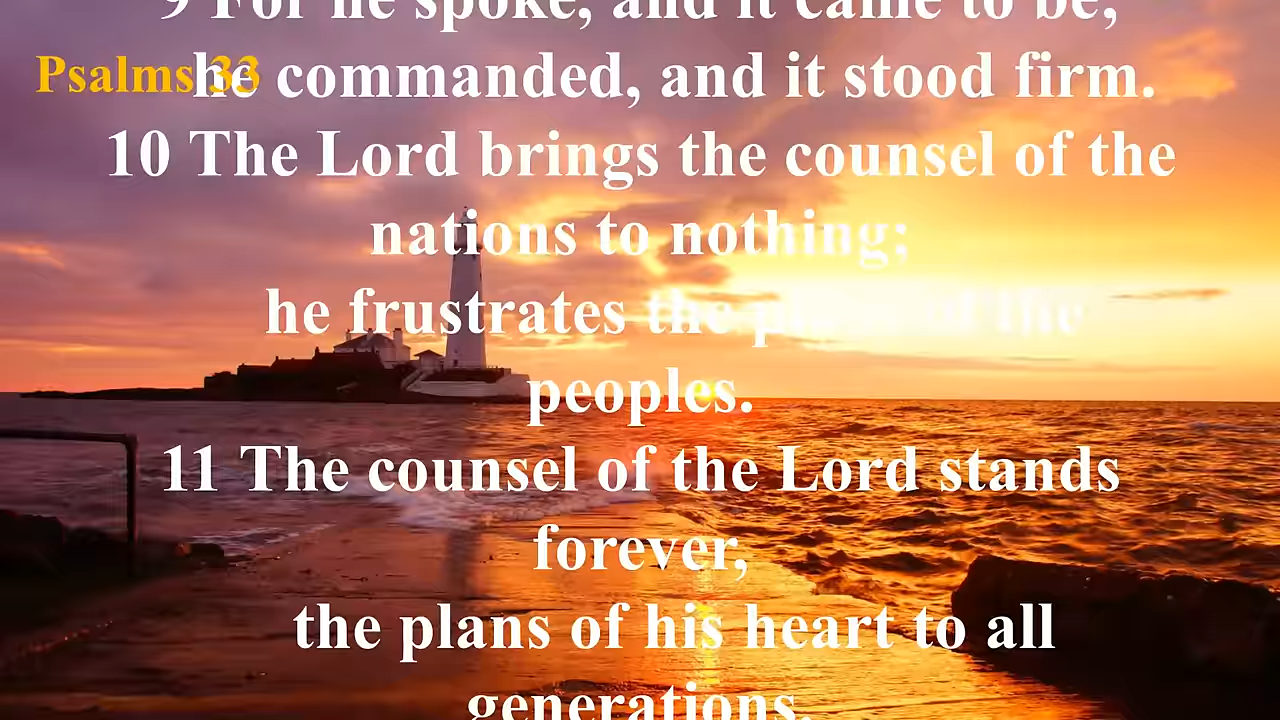 9 For he spoke, and it came to be;
Psalms 33
he commanded, and it stood firm.
10 The Lord brings the counsel of the
nations to nothing;
he frustrates the plans of the
peoples.
11 The counsel of the Lord stands
forever,
the plans of his heart to all
generations.